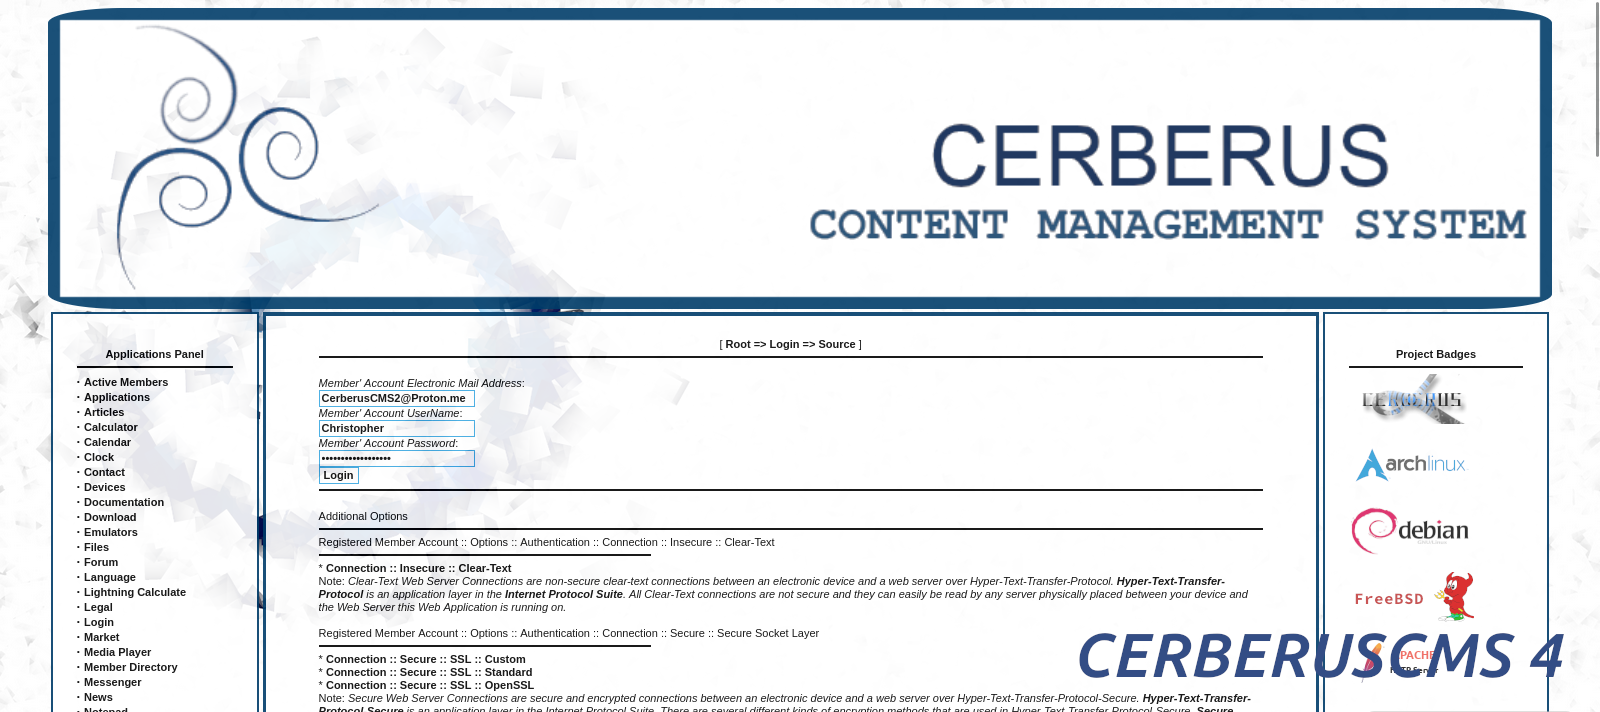 CERBERUS
CONTENT MANAGEMENT SYSTEM
Applications Panel
· Active Members
· Applications
· Articles
· Calculator
· Calendar
· Clock
· Contact
· Devices
· Documentation
· Download
· Emulators
· Files
· Forum
· Language
· Lightning Calculate
· Legal
· Login
· Market
· Media Player
· Member Directory
· Messenger
· News
· Notepad
[ Root => Login => Source ]
Member' Account Electronic Mail Address:
CerberusCMS2@Proton.me
Member' Account UserName:
Christopher
Member' Account Password:
••••••••••••••••••
Login
Additional Options
Registered Member Account :: Options :: Authentication :: Connection :: Insecure :: Clear-Text
* Connection :: Insecure :: Clear-Text
Note: Clear-Text Web Server Connections are non-secure clear-text connections between an electronic device and a web server over Hyper-Text-Transfer-Protocol. Hyper-Text-Transfer-
Protocol is an application layer in the Internet Protocol Suite. All Clear-Text connections are not secure and they can easily be read by any server physically placed between your device and
the Web Server this Web Application is running on.
Registered Member Account :: Options :: Authentication :: Connection :: Secure :: Secure Socket Layer
* Connection :: Secure :: SSL :: Custom
* Connection :: Secure :: SSL :: Standard
* Connection :: Secure :: SSL :: OpenSSL
Note: Secure Web Server Connections are secure and encrypted connections between an electronic device and a web server over Hyper-Text-Transfer-Protocol-Secure. Hyper-Text-Transfer-
Protocol-Secure is an application layer in the Internet Protocol Suite. There are several different kinds of encryption methods that are used in Hyper-Text-Transfer-Protocol-Secure. Secure
Project Badges
CERBERUS
archlinux
debian
FreeBSD
APACHE
CERBERUSCMS 4